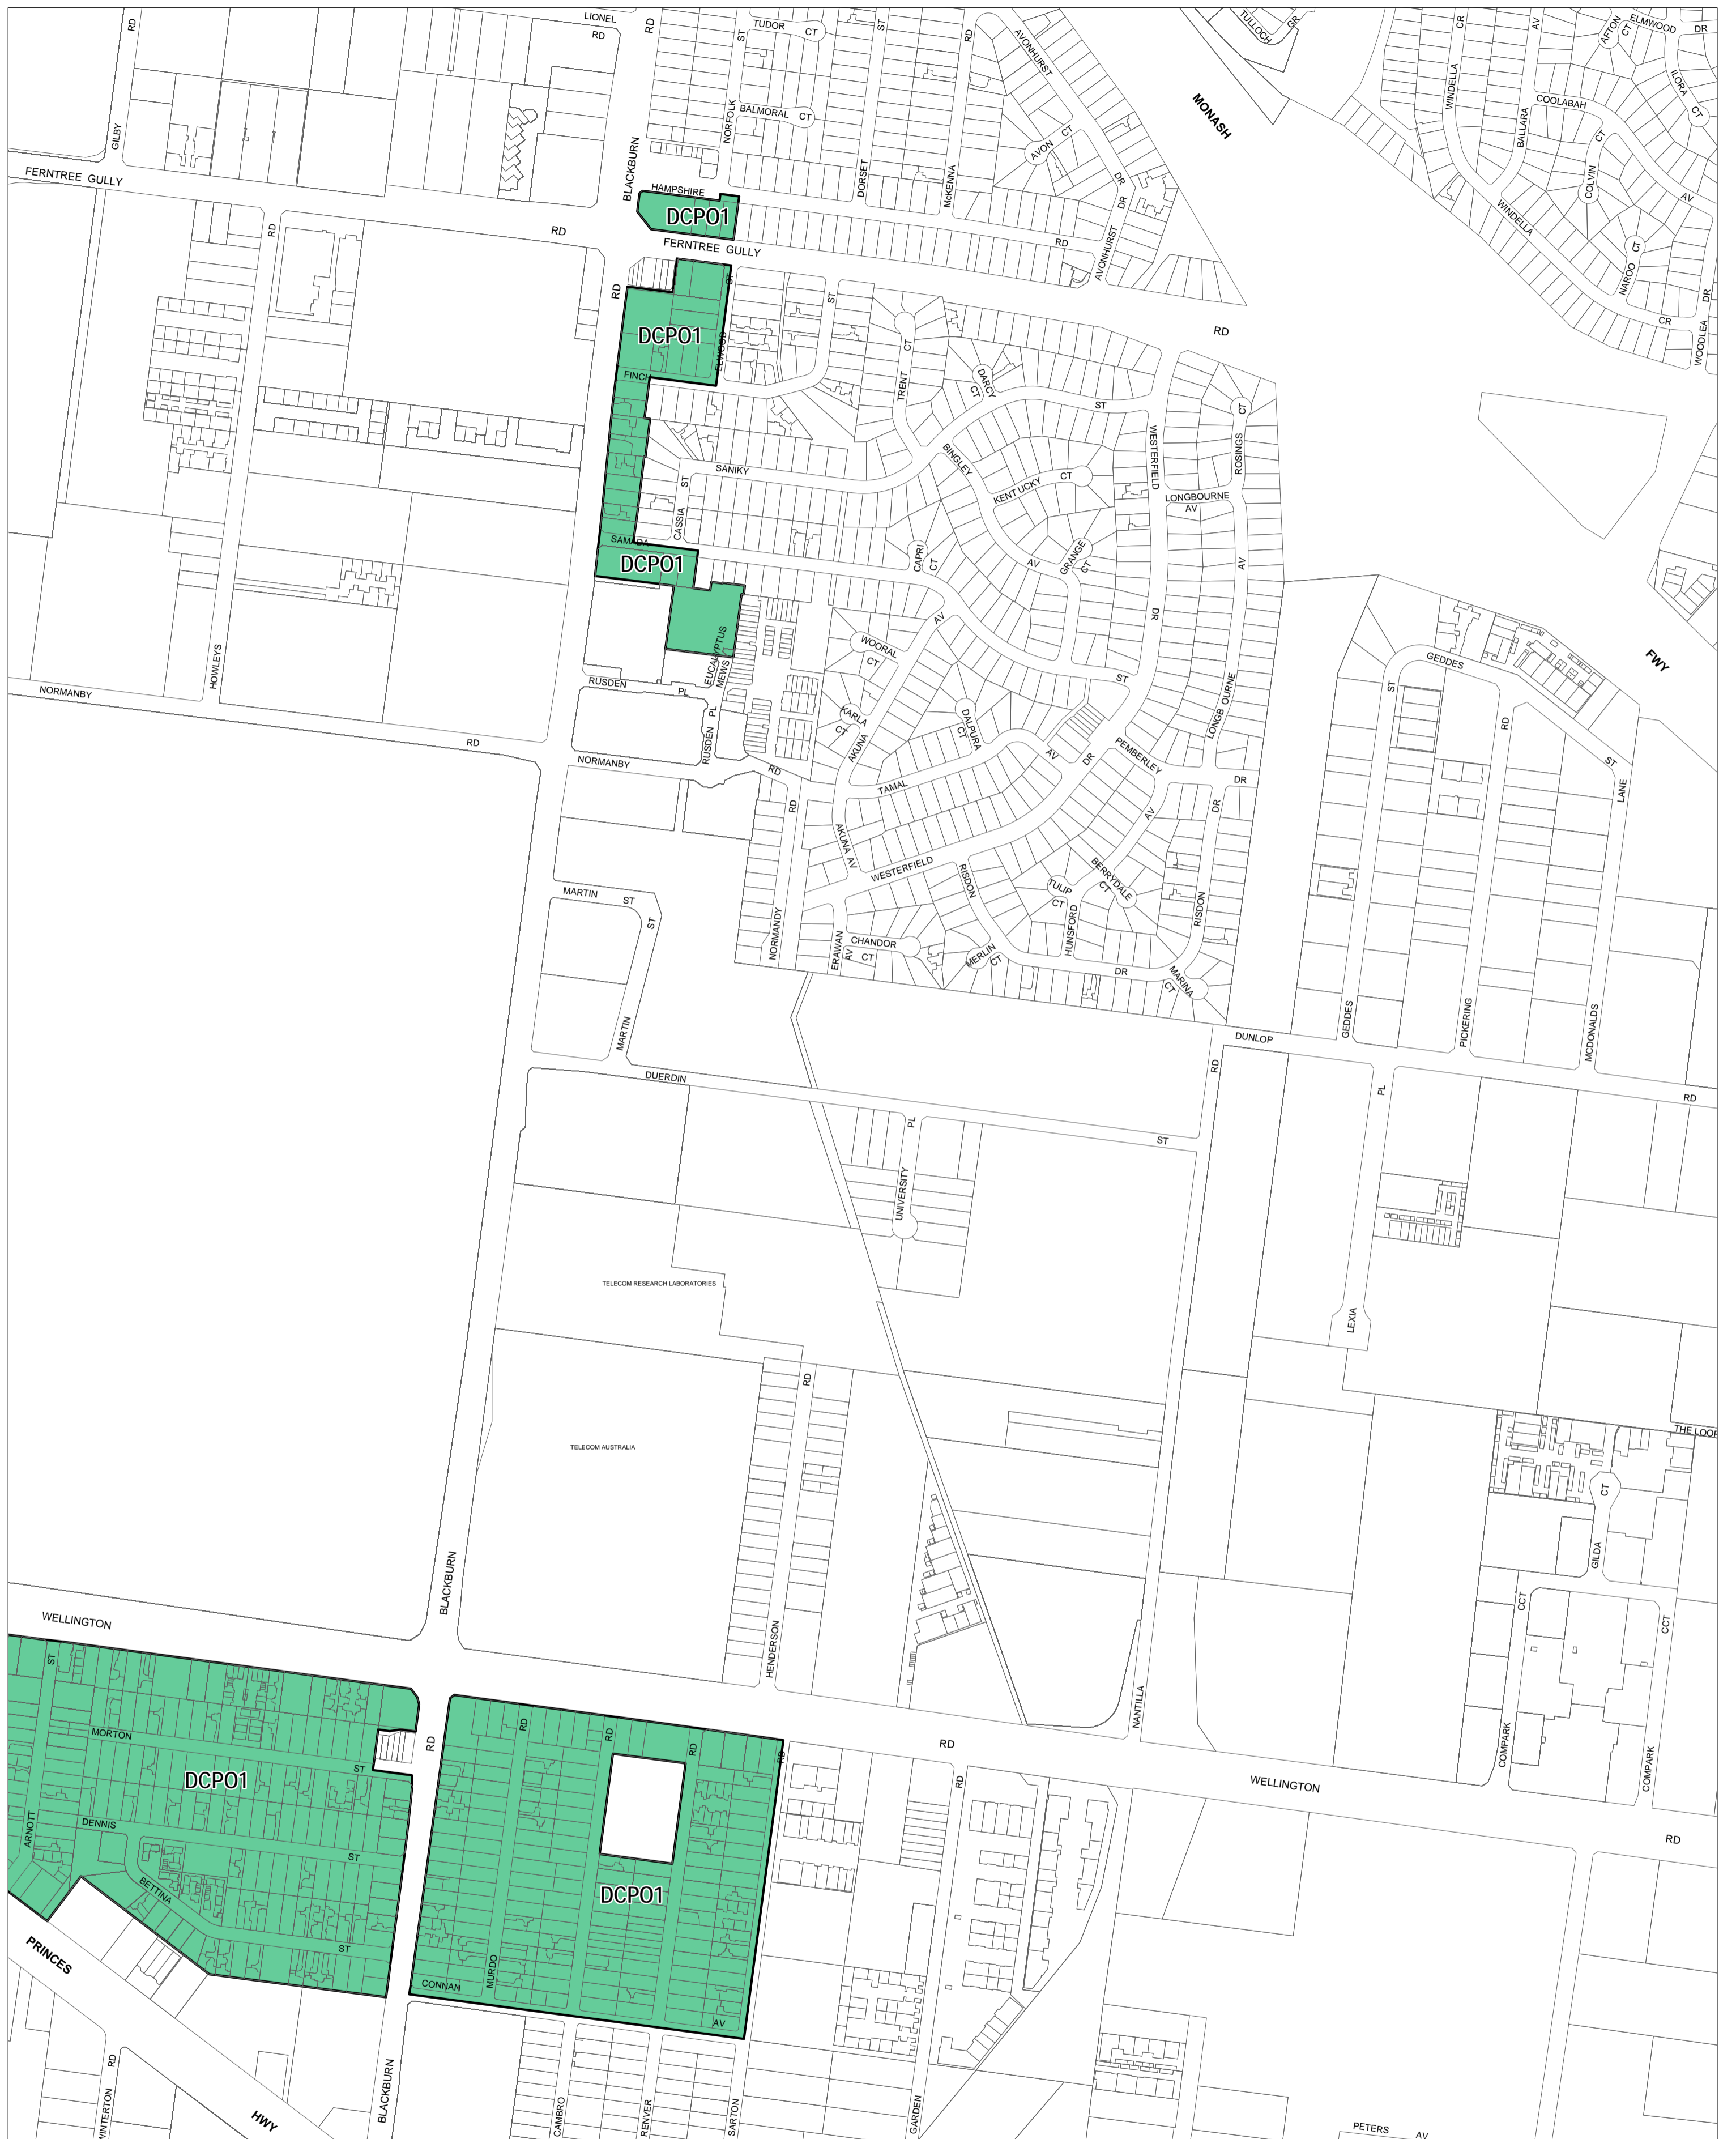 LIONEL
RD
RD
RD
TUDOR CT
ST
ST
RD
AVONHURST
TULLOCH
GR
CR
AV
AFTON
CT
ELMWOOD
DR
ILORA
CT
MONASH
WINDELLA
COOLABAH
BALLARA
COLVIN
CT
AV
GILBY
BLACKBURN
NORFOLK
BALMORAL CT
DORSET
McKENNA
AVON
CT
DR
DR
AVONHURST
WINDELLA
NAROO
CT
CR
DR
WOODLEA
FERNTREE GULLY
HAMPSHIRE
DCPO1
RD
RD
RD
FERNTREE GULLY
RD
RD
ST
ST
DCPO1
ELWOOD
FINCH
TRENT
CT
DARCY
CT
ST
WESTERFIELD
ROSINGS
CT
BINGLEY
SANIKY
ST
CASSIA
KENTUCKY CT
LONGBOURNE
AV
SAMADA
DCPO1
CAPRI
CT
AV
GRANGE
CT
AV
DR
AV
WOORAL
CT
EUCALYPTUS
MEWS
HOWLEYS
NORMANBY
RUSDEN
PL
RUSDEN PL
KARLA
CT
AKUNA
DALPURA
CT
ST
LONGBOURNE
GEDDES
ST
FWY
RD
RD
NORMANBY
RD
RD
TAMAL
AV
DR
PEMBERLEY
DR
ST
LANE
AKUNA AV
AV
DR
WESTERFIELD
RISDON
TULIP
CT
BERRYDALE
CT
HUNSFORD
RISDON
MARTIN
ST
ST
NORMANDY
ERAWAN
AV
CHANDOR
CT
MERLIN
CT
DR
MARINA
CT
MARTIN
GEDDES
PICKERING
MCDONALDS
DUNLOP
RD
DUERDIN
PL
RD
PL
ST
UNIVERSITY
TELECOM RESEARCH LABORATORIES
LEXIA
RD
TELECOM AUSTRALIA
THE LOOP
CT
GILDA
BLACKBURN
CCT
CCT
WELLINGTON
HENDERSON
NANTILLA
COMPARK
COMPARK
ST
RD
RD
RD
RD
RD
RD
MORTON
ST
DCPO1
RD
WELLINGTON
RD
ARNOTT
DENNIS
ST
BETTINA
DCPO1
ST
PRINCES
CONNAN
MURDO
AV
RD
WINTERTON
HWY
BLACKBURN
CAMBRO
RENVER
SARTON
GARDEN
PETERS
AV